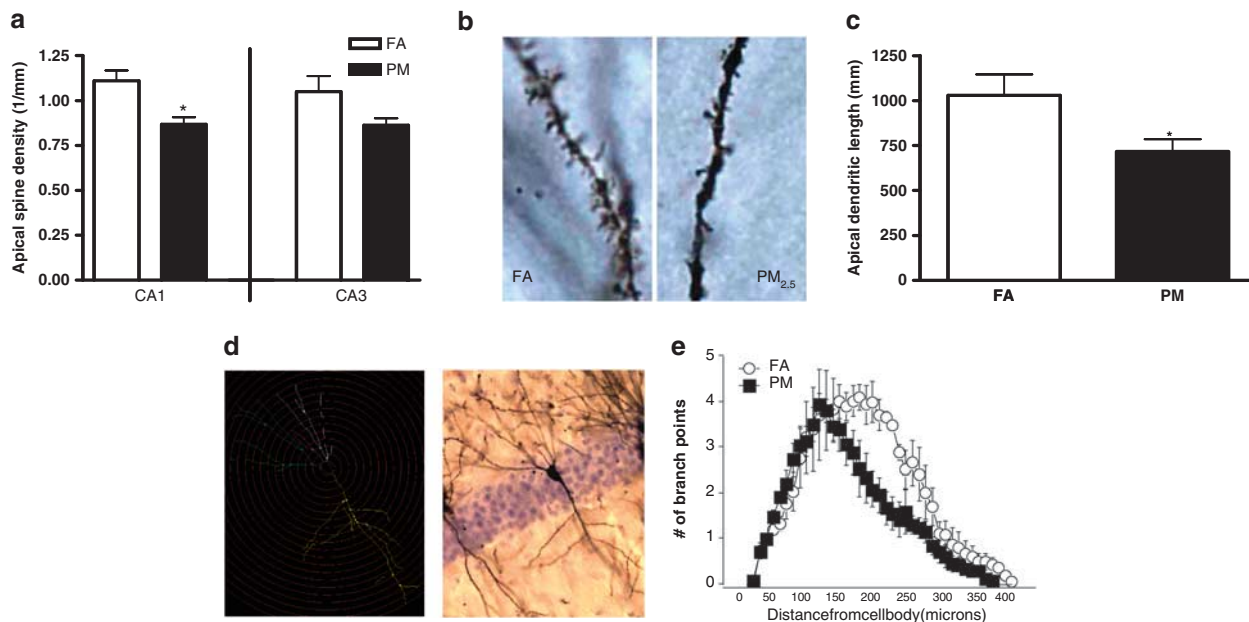 a
FA
PM
Apical spine density (1/mm)
1.25
1.00
0.75
0.50
0.25
0.00
*
CA1
CA3
b
FA
PM2.5
c
Apical dendritic length (mm)
1250
1000
750
500
250
0
*
FA
PM
d
e
FA
PM
# of branch points
5
4
3
2
1
0
0 50 100 150 200 250 300 350 400
Distancefromcellbody(microns)